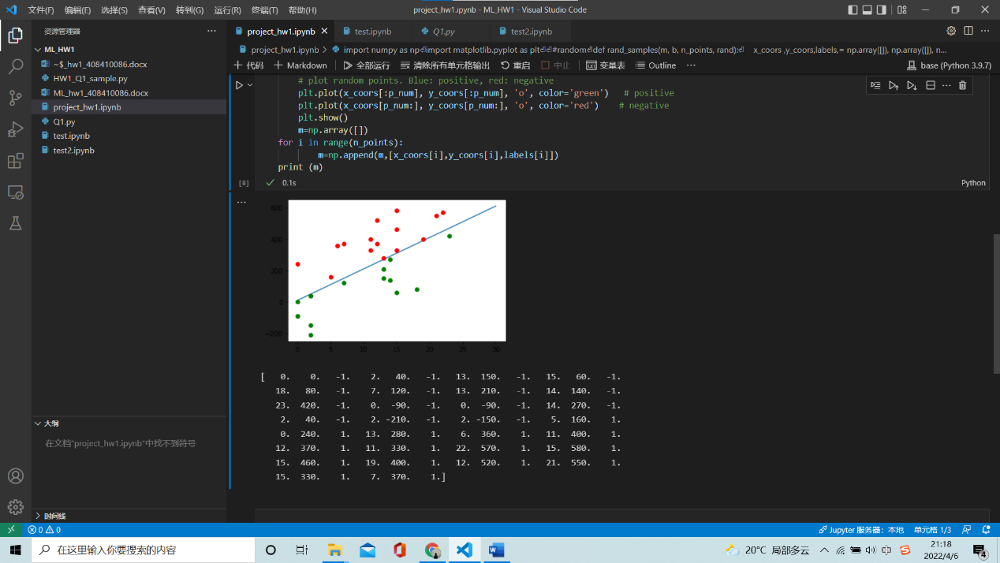 文件(F) 编辑(E) 选择(S) 查看(V) 转到(G) 运行(R) 终端(T) 帮助(H) project_hw1.ipynb - ML_HW1 - Visual Studio Code
资源管理器
ML_HW1
~$_hw1_408410086.docx
HW1_Q1_sample.py
ML_hw1_408410086.docx
project_hw1.ipynb
Q1.py
test.ipynb
test2.ipynb
大纲
在文档"project_hw1.ipynb"中找不到符号
时间线
project_hw1.ipynb test.ipynb Q1.py test2.ipynb
project_hw1.ipynb > import numpy as np⏎import matplotlib.pyplot as plt⏎⏎#random⏎def rand_samples(m, b, n_points, rand):⏎ x_coors ,y_coors,labels,= np.array([]), np.array([]), n...
代码 Markdown 全部运行 清除所有单元格输出 重启 中止 变量表 Outline ... base (Python 3.9.7)
# plot random points. Blue: positive, red: negative
plt.plot(x_coors[:p_num], y_coors[:p_num], 'o', color='green') # positive
plt.plot(x_coors[p_num:], y_coors[p_num:], 'o', color='red') # negative
plt.show()
m=np.array([])
for i in range(n_points):
m=np.append(m,[x_coors[i],y_coors[i],labels[i]])
print (m)
[8] 0.1s Python
600
400
200
0
-200
0 5 10 15 20 25 30
[ 0. 0. -1. 2. 40. -1. 13. 150. -1. 15. 60. -1.
18. 80. -1. 7. 120. -1. 13. 210. -1. 14. 140. -1.
23. 420. -1. 0. -90. -1. 0. -90. -1. 14. 270. -1.
2. 40. -1. 2. -210. -1. 2. -150. -1. 5. 160. 1.
0. 240. 1. 13. 280. 1. 6. 360. 1. 11. 400. 1.
12. 370. 1. 11. 330. 1. 22. 570. 1. 15. 580. 1.
15. 460. 1. 19. 400. 1. 12. 520. 1. 21. 550. 1.
15. 330. 1. 7. 370. 1.]
0 0 Jupyter 服务器: 本地 单元格 1/3
在这里输入你要搜索的内容 20°C 局部多云 中 21:18
2022/4/6 4